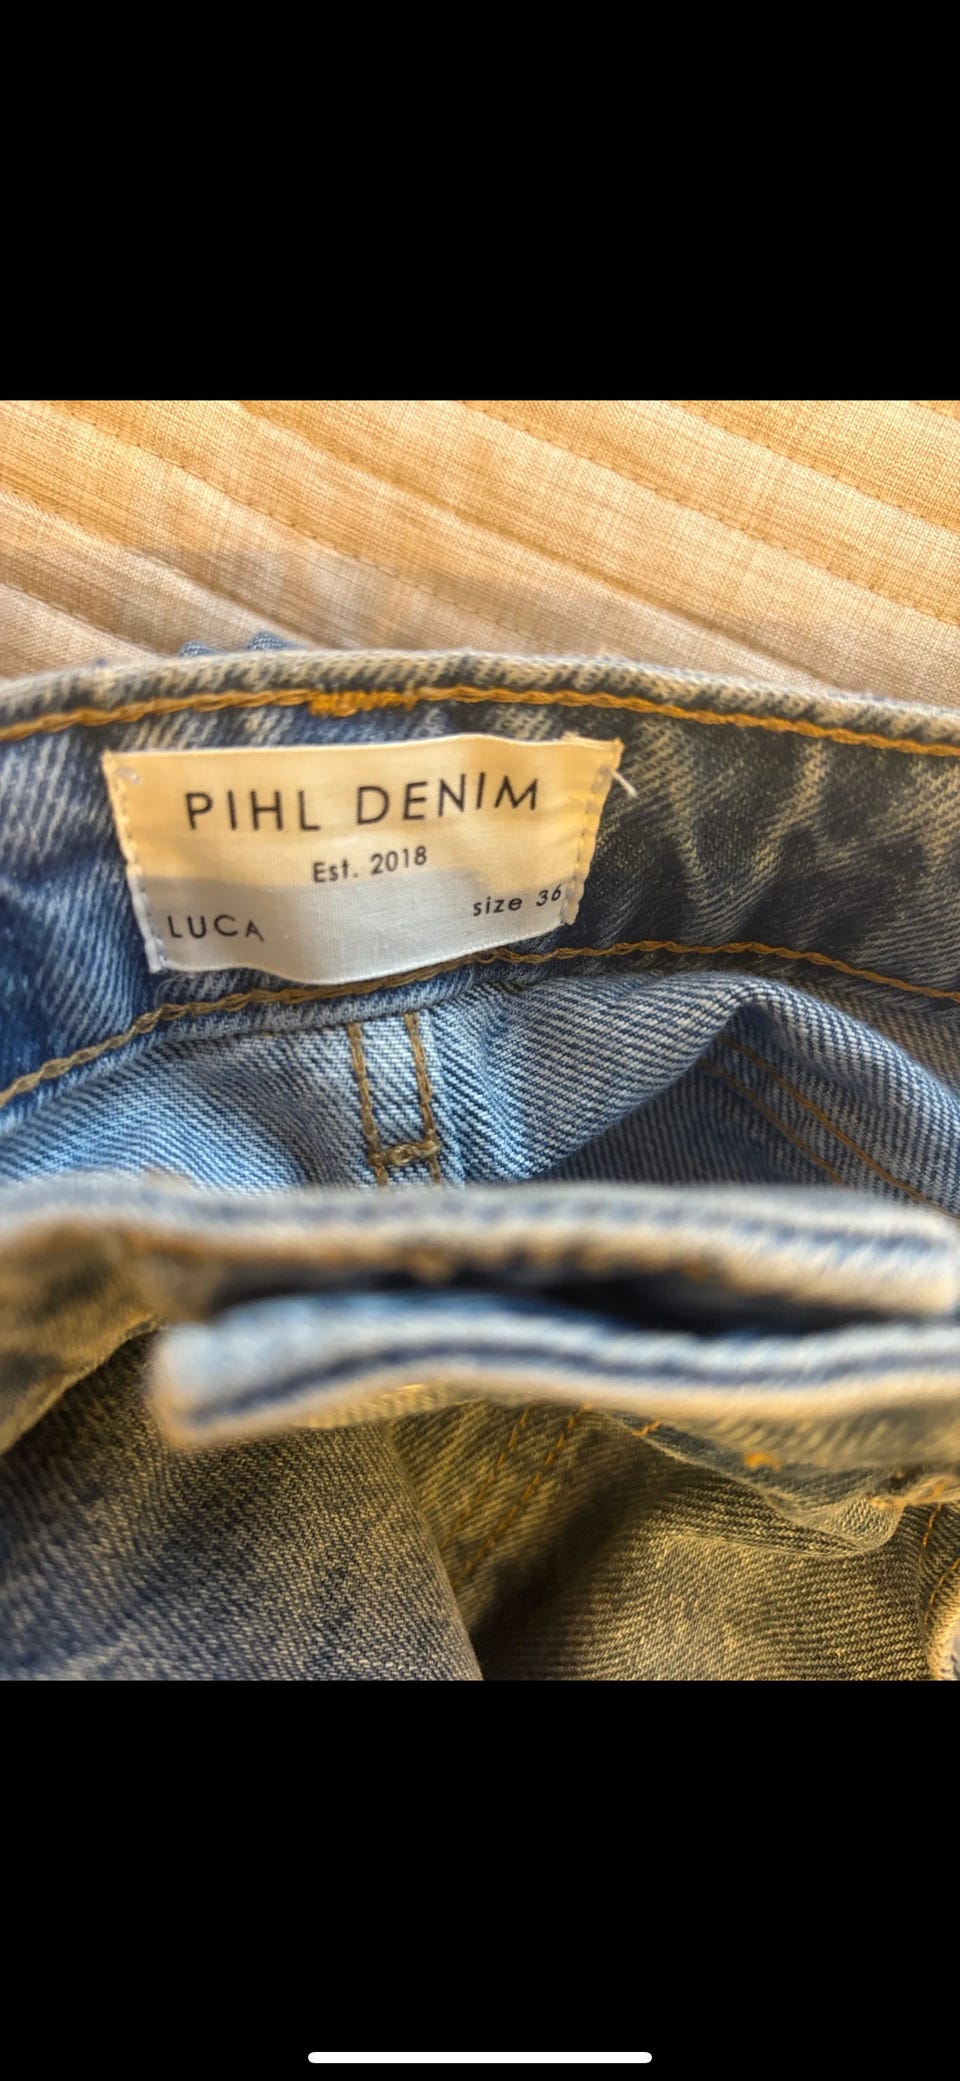 PIHL DENIM
Est. 2018
LUCA size 36